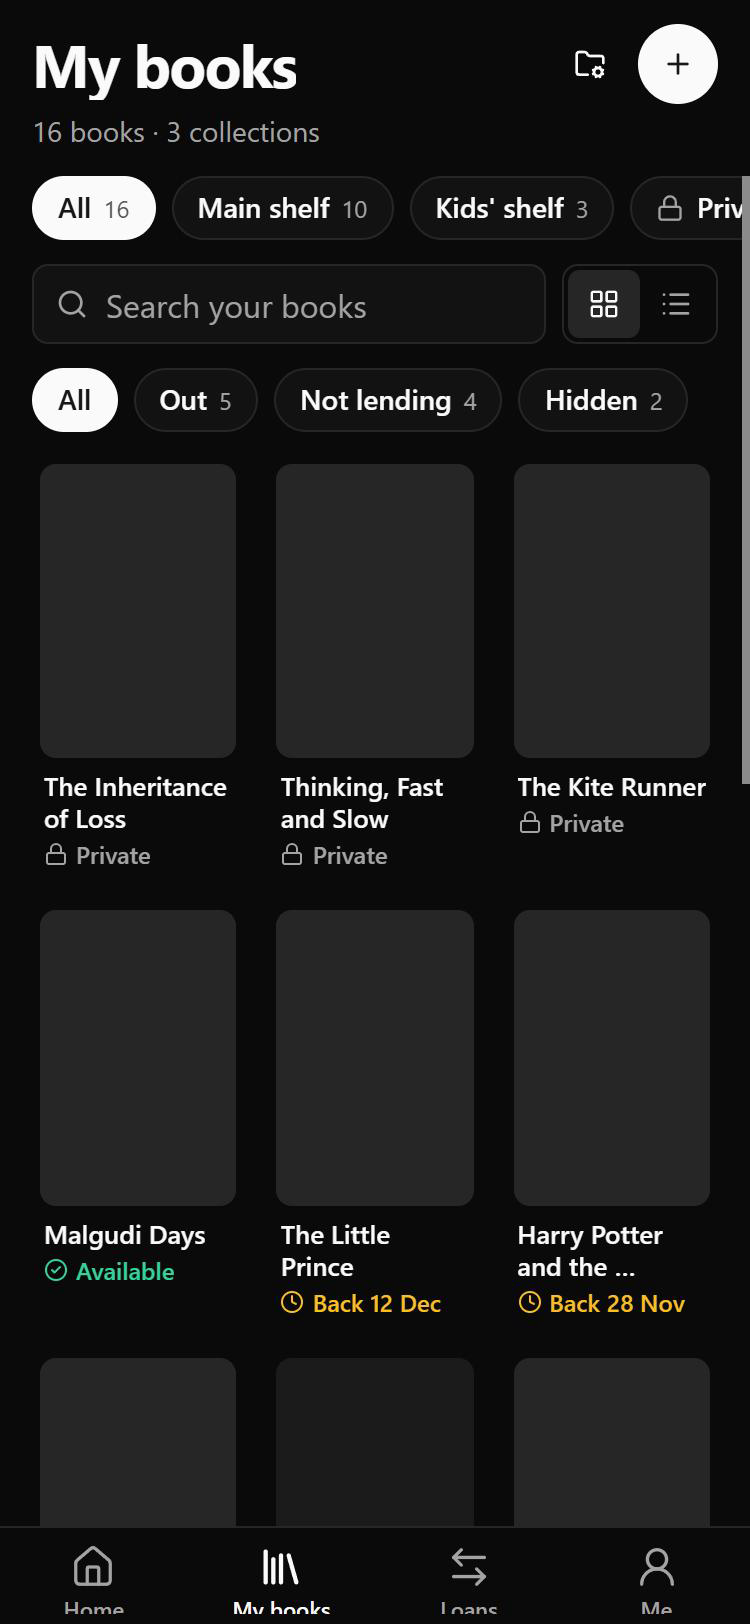 My books
16 books · 3 collections
All 16
Main shelf 10
Kids' shelf 3
Priv
Search your books
All
Out 5
Not lending 4
Hidden 2
The Inheritance
of Loss
Private
Thinking, Fast
and Slow
Private
The Kite Runner
Private
Malgudi Days
Available
The Little
Prince
Back 12 Dec
Harry Potter
and the ...
Back 28 Nov
Home
My books
Loans
Me